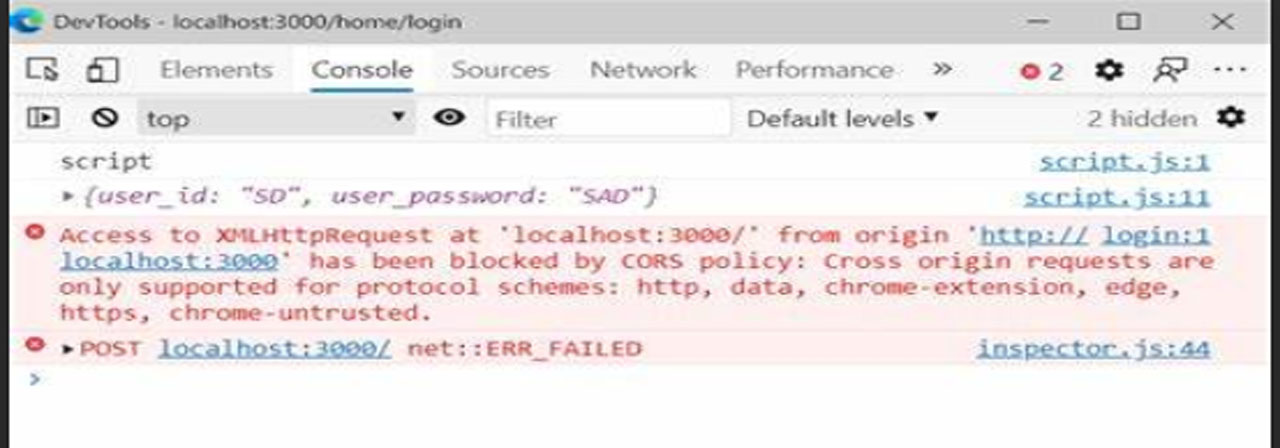 DevTools - localhost:3000/home/login
Elements Console Sources Network Performance » 2
top Filter Default levels 2 hidden
script script.js:1
{user_id: "SD", user_password: "SAD"} script.js:11
Access to XMLHttpRequest at 'localhost:3000/' from origin 'http:// login:1
localhost:3000' has been blocked by CORS policy: Cross origin requests are
only supported for protocol schemes: http, data, chrome-extension, edge,
https, chrome-untrusted.
POST localhost:3000/ net::ERR_FAILED inspector.js:44
>